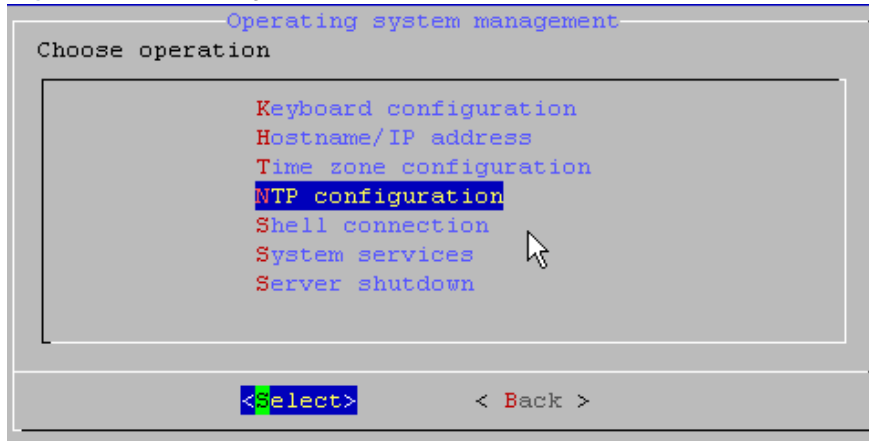 Operating system management
Choose operation
Keyboard configuration
Hostname/IP address
Time zone configuration
NTP configuration
Shell connection
System services
Server shutdown
<Select> < Back >